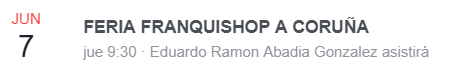 JUN
7
FERIA FRANQUISHOP A CORUÑA
jue 9:30 · Eduardo Ramon Abadia Gonzalez asistirá